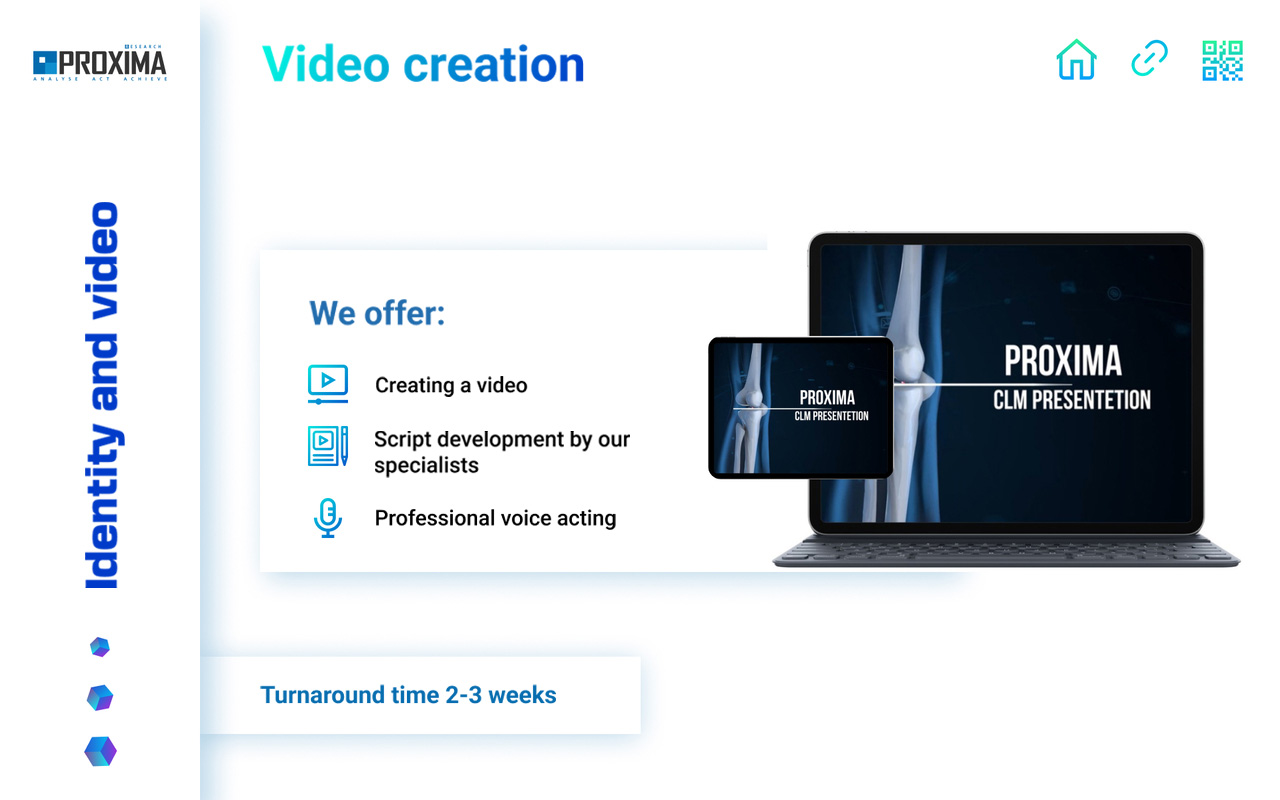 RESEARCH
PROXIMA
ANALYSE ACT ACHIEVE
Identity and video
Video creation
We offer:
Creating a video
Script development by our
specialists
Professional voice acting
PROXIMA
CLM PRESENTETION
PROXIMA
CLM PRESENTETION
Turnaround time 2-3 weeks